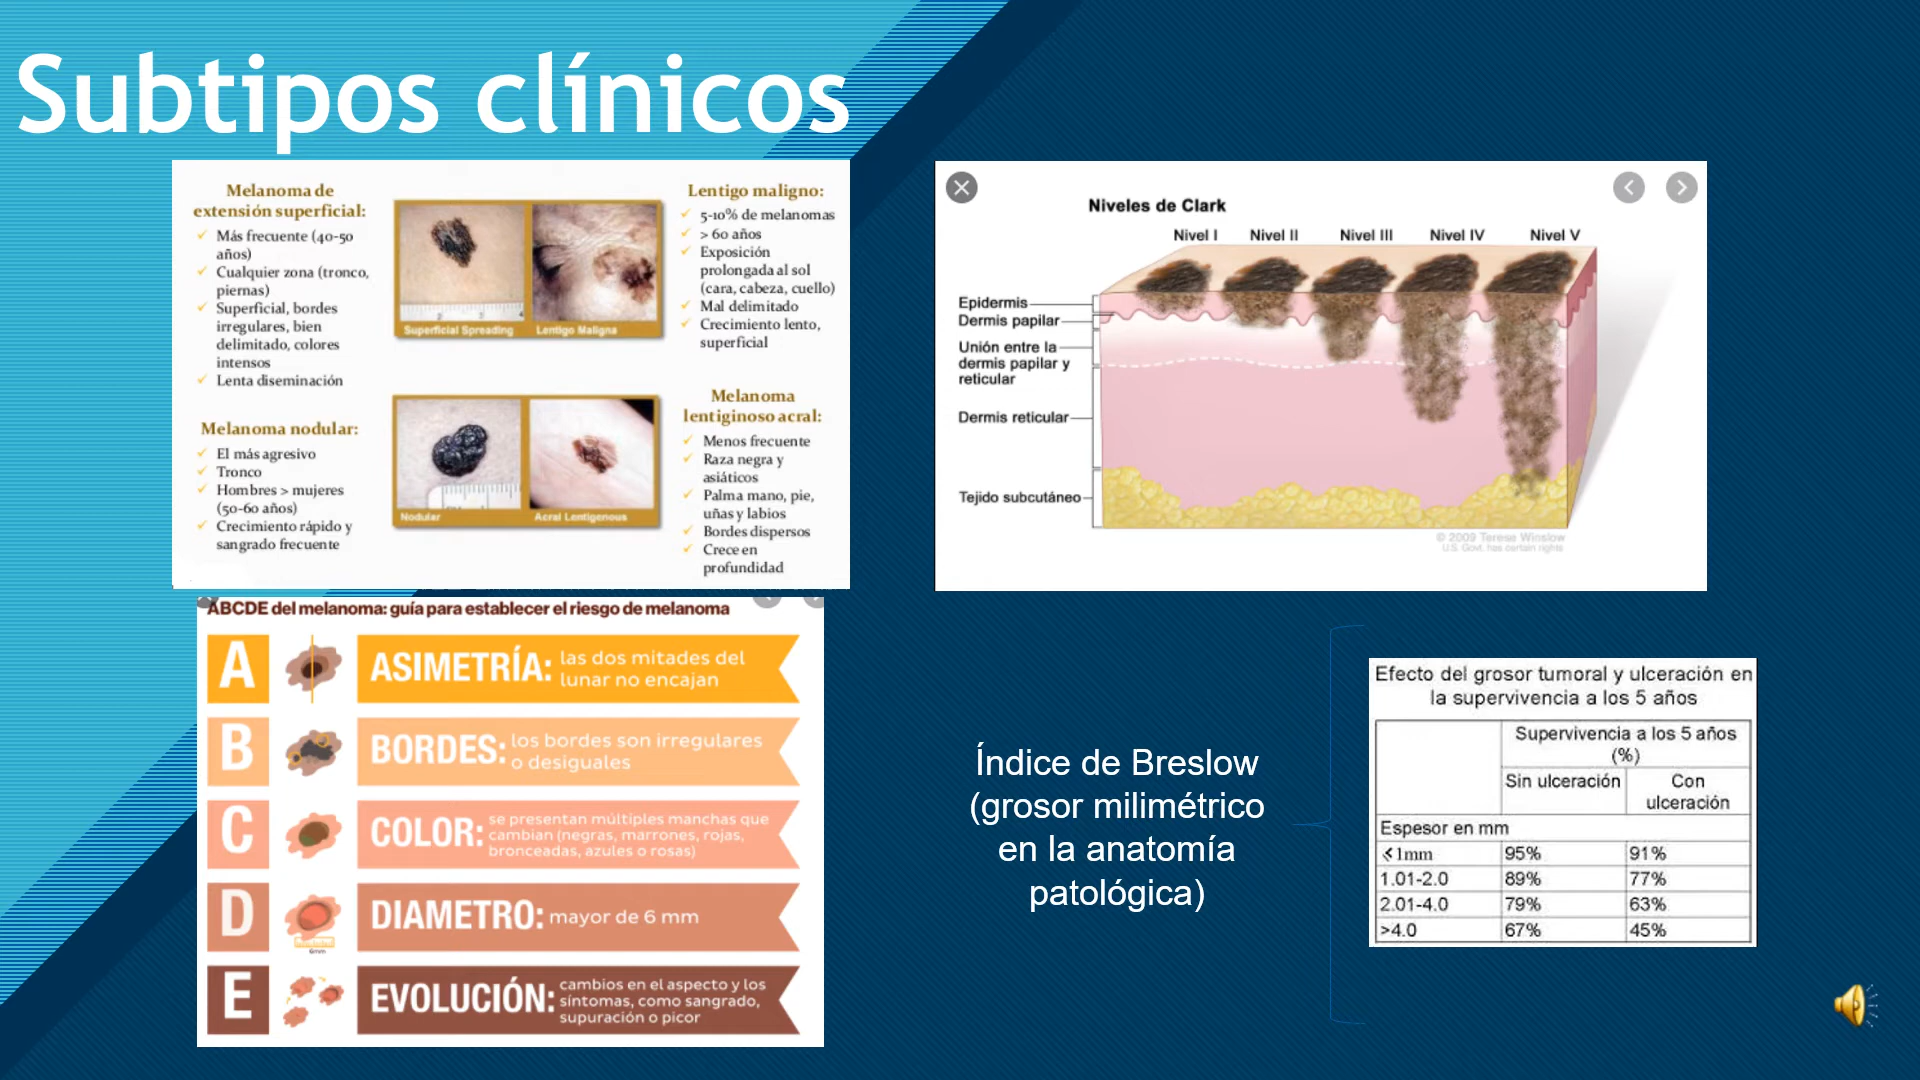 Subtipos clínicos
Melanoma de
extensión superficial:
✓ Más frecuente (40-50
años)
✓ Cualquier zona (tronco,
piernas)
✓ Superficial, bordes
irregulares, bien
delimitado, colores
intensos
✓ Lenta diseminación
Melanoma nodular:
✓ El más agresivo
✓ Tronco
✓ Hombres > mujeres
(50-60 años)
✓ Crecimiento rápido y
sangrado frecuente
Superficial Spreading
Lentigo Maligna
Nodular
Acral Lentigenous
Lentigo maligno:
✓ 5-10% de melanomas
✓ > 60 años
✓ Exposición
prolongada al sol
(cara, cabeza, cuello)
✓ Mal delimitado
✓ Crecimiento lento,
superficial
Melanoma
lentiginoso acral:
✓ Menos frecuente
✓ Raza negra y
asiáticos
✓ Palma mano, pie,
uñas y labios
✓ Bordes dispersos
✓ Crece en
profundidad
Niveles de Clark
Nivel I Nivel II Nivel III Nivel IV Nivel V
Epidermis
Dermis papilar
Unión entre la
dermis papilar y
reticular
Dermis reticular
Tejido subcutáneo
© 2009 Terese Winslow
U.S. Govt. has certain rights
ABCDE del melanoma: guía para establecer el riesgo de melanoma
A
ASIMETRÍA: las dos mitades del
lunar no encajan
B
BORDES: los bordes son irregulares
o desiguales
C
COLOR: se presentan múltiples manchas que
cambian (negras, marrones, rojas,
bronceadas, azules o rosas)
D
6mm
DIAMETRO: mayor de 6 mm
E
EVOLUCIÓN: cambios en el aspecto y los
síntomas, como sangrado,
supuración o picor
Índice de Breslow
(grosor milimétrico
en la anatomía
patológica)
Efecto del grosor tumoral y ulceración en
la supervivencia a los 5 años
Supervivencia a los 5 años
(%)
Sin ulceración Con
ulceración
Espesor en mm
≤1mm 95% 91%
1.01-2.0 89% 77%
2.01-4.0 79% 63%
>4.0 67% 45%